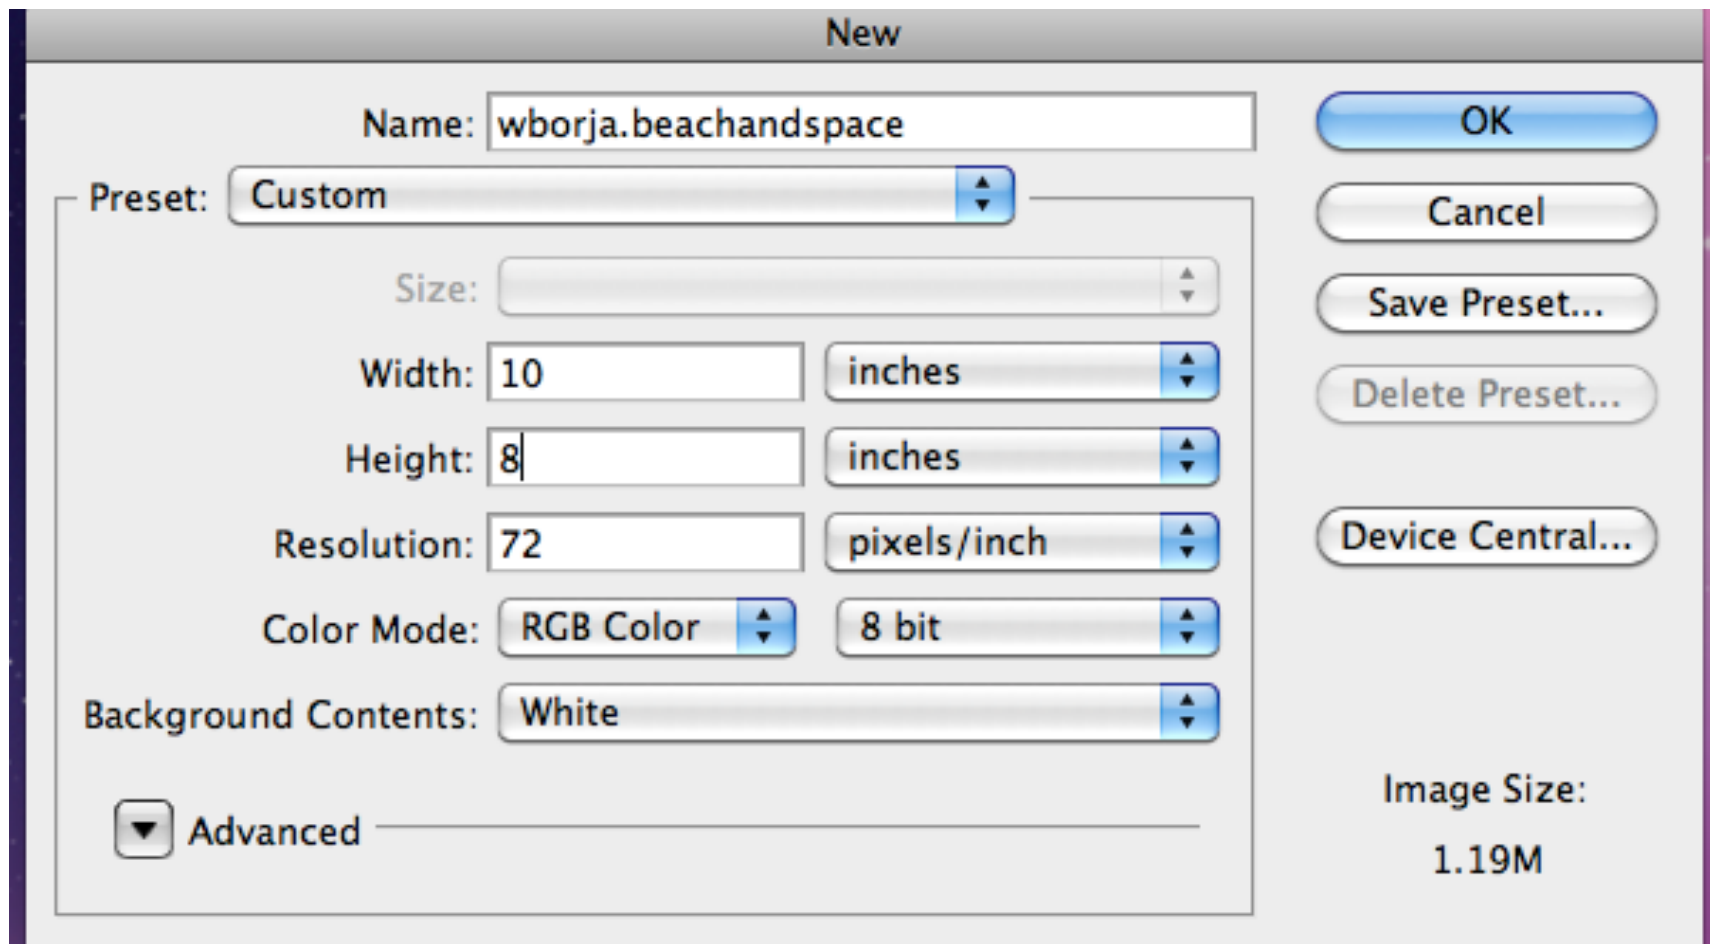 New
Name: wborja.beachandspace
OK
Preset: Custom
Cancel
Size:
Save Preset...
Width: 10 inches
Delete Preset...
Height: 8 inches
Resolution: 72 pixels/inch
Device Central...
Color Mode: RGB Color 8 bit
Background Contents: White
Image Size:
Advanced
1.19M